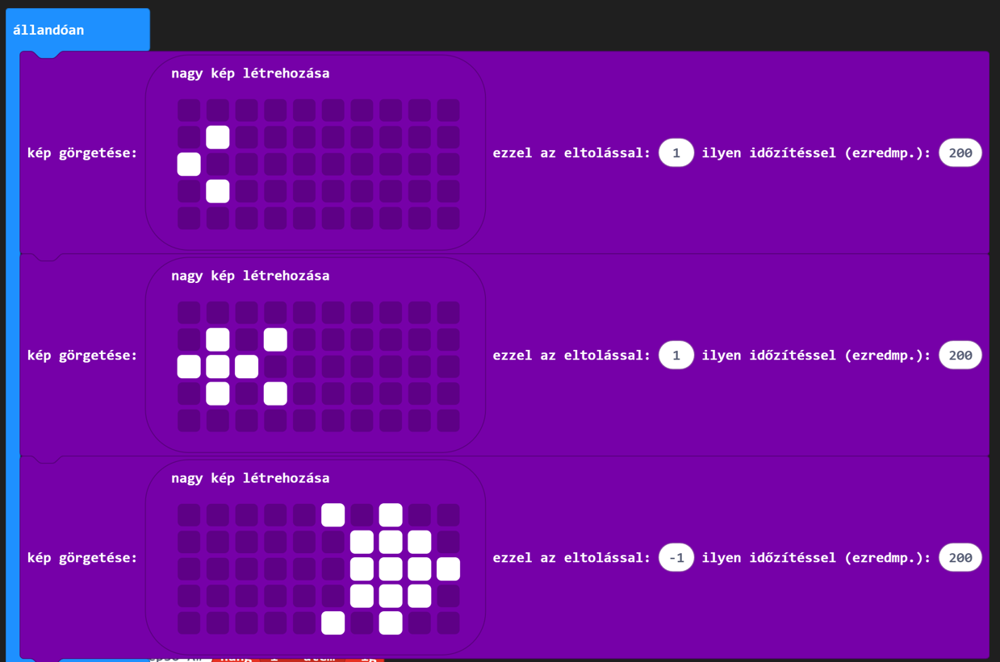 állandóan
nagy kép létrehozása
kép görgetése: ezzel az eltolással: 1 ilyen időzítéssel (ezredmp.): 200
nagy kép létrehozása
kép görgetése: ezzel az eltolással: 1 ilyen időzítéssel (ezredmp.): 200
nagy kép létrehozása
kép görgetése: ezzel az eltolással: -1 ilyen időzítéssel (ezredmp.): 200